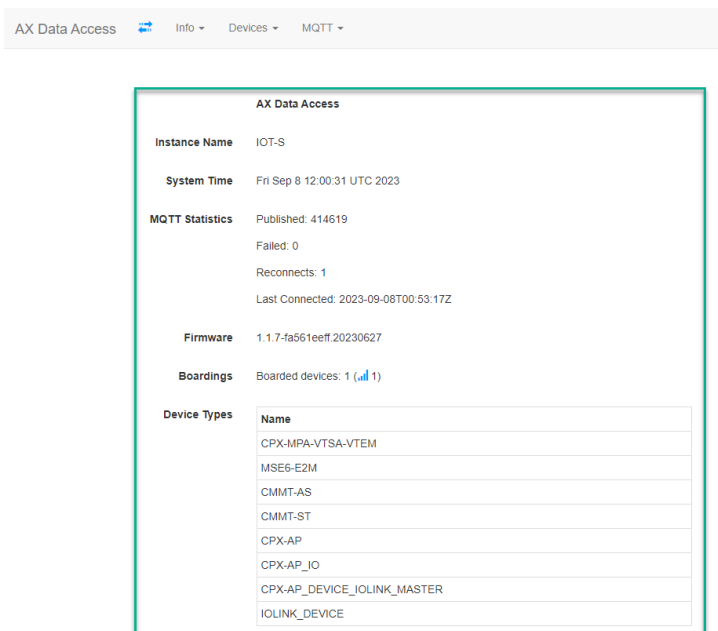 AX Data Access Info Devices MQTT
AX Data Access
Instance Name IOT-S
System Time Fri Sep 8 12:00:31 UTC 2023
MQTT Statistics Published: 414619
Failed: 0
Reconnects: 1
Last Connected: 2023-09-08T00:53:17Z
Firmware 1.1.7-fa561eeff.20230627
Boardings Boarded devices: 1 ( 1)
Device Types Name
CPX-MPA-VTSA-VTEM
MSE6-E2M
CMMT-AS
CMMT-ST
CPX-AP
CPX-AP_IO
CPX-AP_DEVICE_IOLINK_MASTER
IOLINK_DEVICE